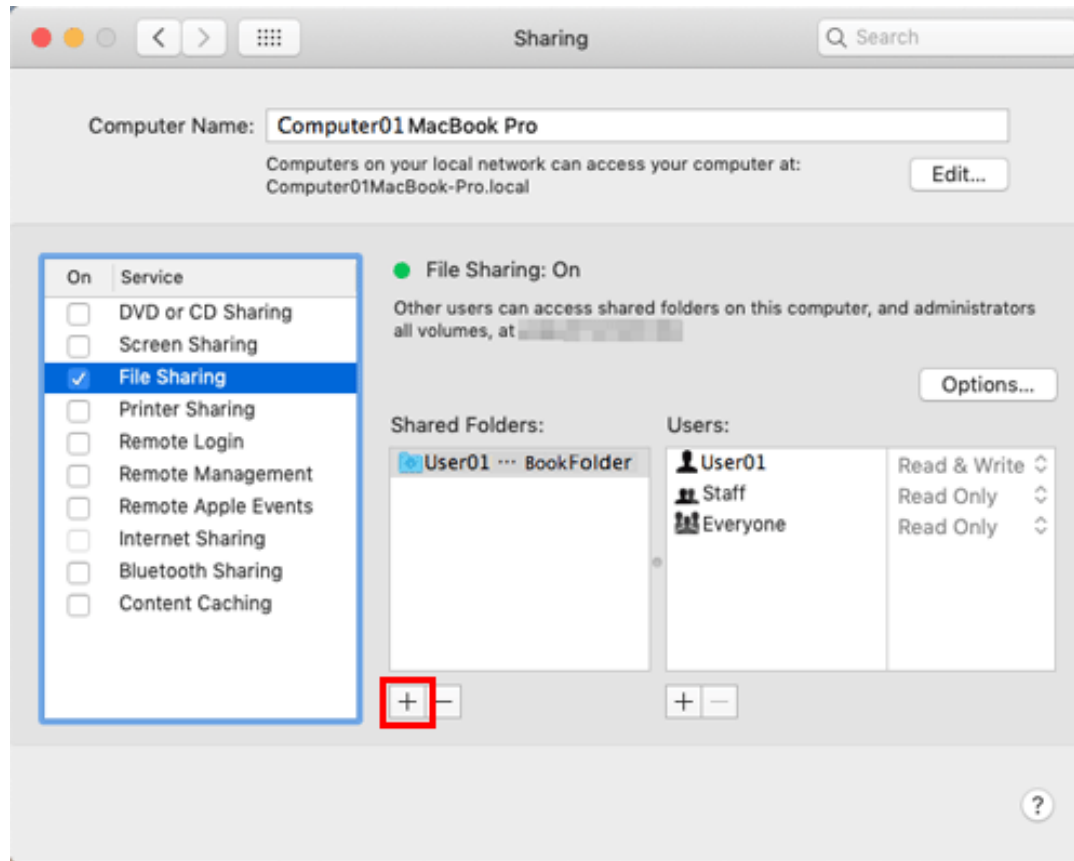 Sharing
Search
Computer Name:
Computer01 MacBook Pro
Computers on your local network can access your computer at:
Computer01MacBook-Pro.local
Edit...
On
Service
DVD or CD Sharing
Screen Sharing
File Sharing
Printer Sharing
Remote Login
Remote Management
Remote Apple Events
Internet Sharing
Bluetooth Sharing
Content Caching
File Sharing: On
Other users can access shared folders on this computer, and administrators
all volumes, at
Options...
Shared Folders:
User01 ··· BookFolder
Users:
User01
Read & Write
Staff
Read Only
Everyone
Read Only
+ −
+ −
?